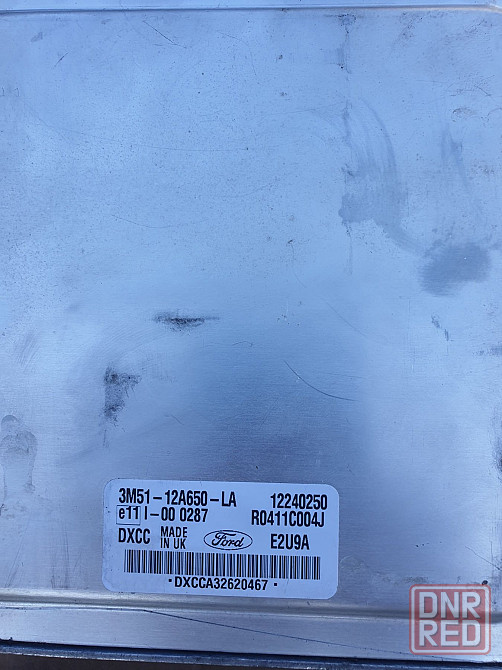 3M51-12A650-LA 12240250
e11 I-00 0287 R0411C004J
DXCC MADE IN UK Ford E2U9A
· DXCCA32620467 ·
DNR
RED